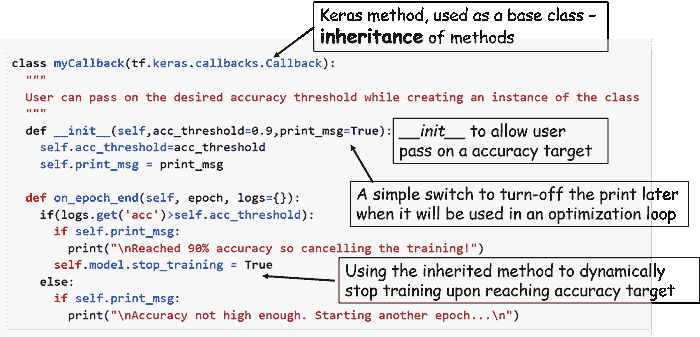 Keras method, used as a base class –
inheritance of methods
class myCallback(tf.keras.callbacks.Callback):
"""
User can pass on the desired accuracy threshold while creating an instance of the class
"""
def __init__(self,acc_threshold=0.9,print_msg=True):
self.acc_threshold=acc_threshold
self.print_msg = print_msg
__init__ to allow user
pass on a accuracy target
A simple switch to turn-off the print later
when it will be used in an optimization loop
def on_epoch_end(self, epoch, logs={}):
if(logs.get('acc')>self.acc_threshold):
if self.print_msg:
print("\nReached 90% accuracy so cancelling the training!")
self.model.stop_training = True
else:
if self.print_msg:
print("\nAccuracy not high enough. Starting another epoch...\n")
Using the inherited method to dynamically
stop training upon reaching accuracy target